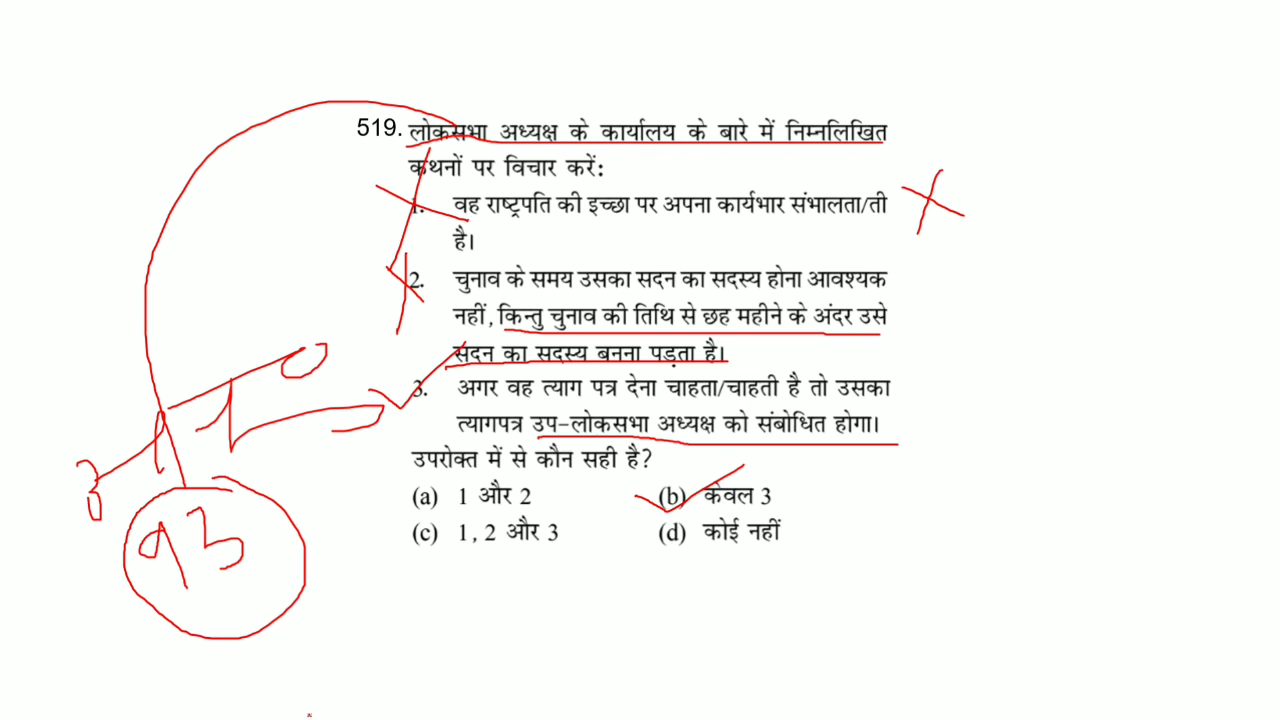 519. लोकसभा अध्यक्ष के कार्यालय के बारे में निम्नलिखित
कथनों पर विचार करें:
1. वह राष्ट्रपति की इच्छा पर अपना कार्यभार संभालता/ती
है।
2. चुनाव के समय उसका सदन का सदस्य होना आवश्यक
नहीं, किन्तु चुनाव की तिथि से छह महीने के अंदर उसे
सदन का सदस्य बनना पड़ता है।
3. अगर वह त्याग पत्र देना चाहता/चाहती है तो उसका
त्यागपत्र उप-लोकसभा अध्यक्ष को संबोधित होगा।
उपरोक्त में से कौन सही है?
(a) 1 और 2 (b) केवल 3
(c) 1, 2 और 3 (d) कोई नहीं
93